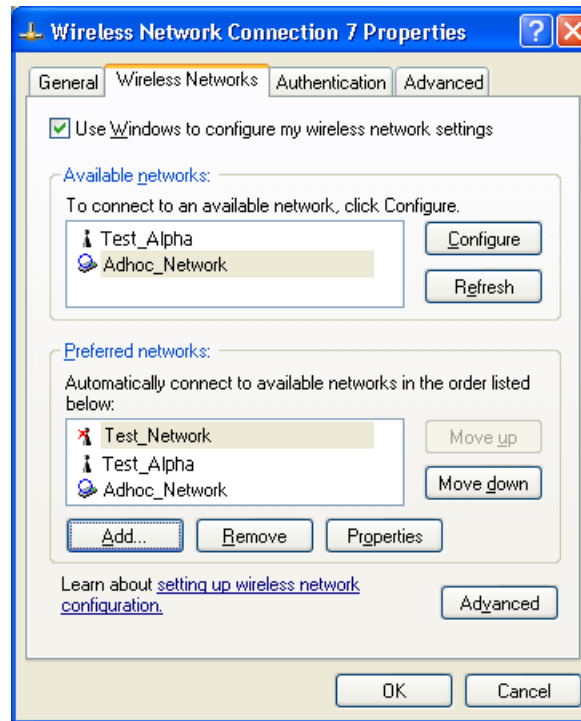 Wireless Network Connection 7 Properties
General Wireless Networks Authentication Advanced
Use Windows to configure my wireless network settings
Available networks:
To connect to an available network, click Configure.
Test_Alpha
Adhoc_Network
Configure
Refresh
Preferred networks:
Automatically connect to available networks in the order listed
below:
Test_Network
Test_Alpha
Adhoc_Network
Move up
Move down
Add... Remove Properties
Learn about setting up wireless network
configuration.
Advanced
OK Cancel